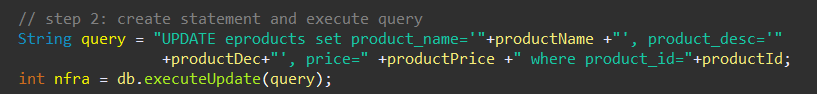 // step 2: create statement and execute query
String query = "UPDATE eproducts set product_name='"+productName +"', product_desc='"
+productDec+"', price=" +productPrice +" where product_id="+productId;
int nfra = db.executeUpdate(query);